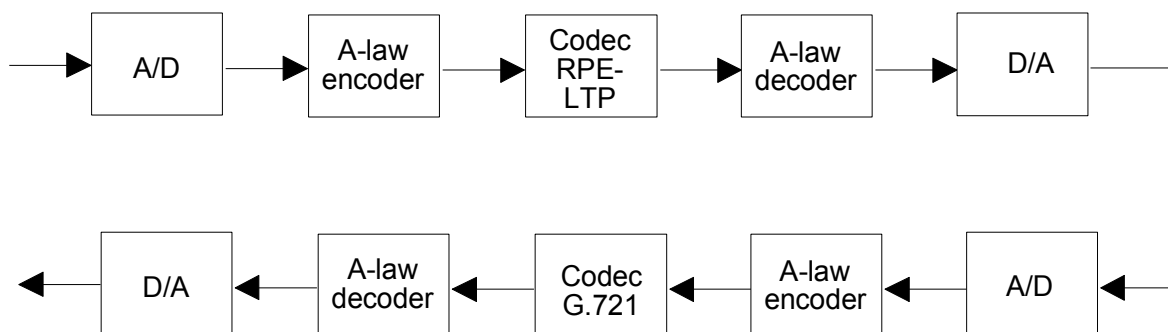 A/D
A-law
encoder
Codec
RPE-
LTP
A-law
decoder
D/A
D/A
A-law
decoder
Codec
G.721
A-law
encoder
A/D